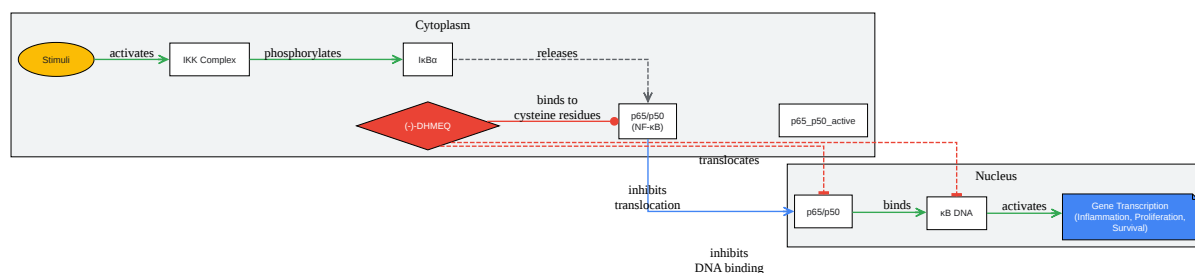 Cytoplasm
Stimuli
activates
IKK Complex
phosphorylates
IκBα
releases
(-)-DHMEQ
binds to
cysteine residues
p65/p50
(NF-κB)
p65_p50_active
translocates
inhibits
translocation
Nucleus
p65/p50
binds
κB DNA
activates
Gene Transcription
(Inflammation, Proliferation,
Survival)
inhibits
DNA binding